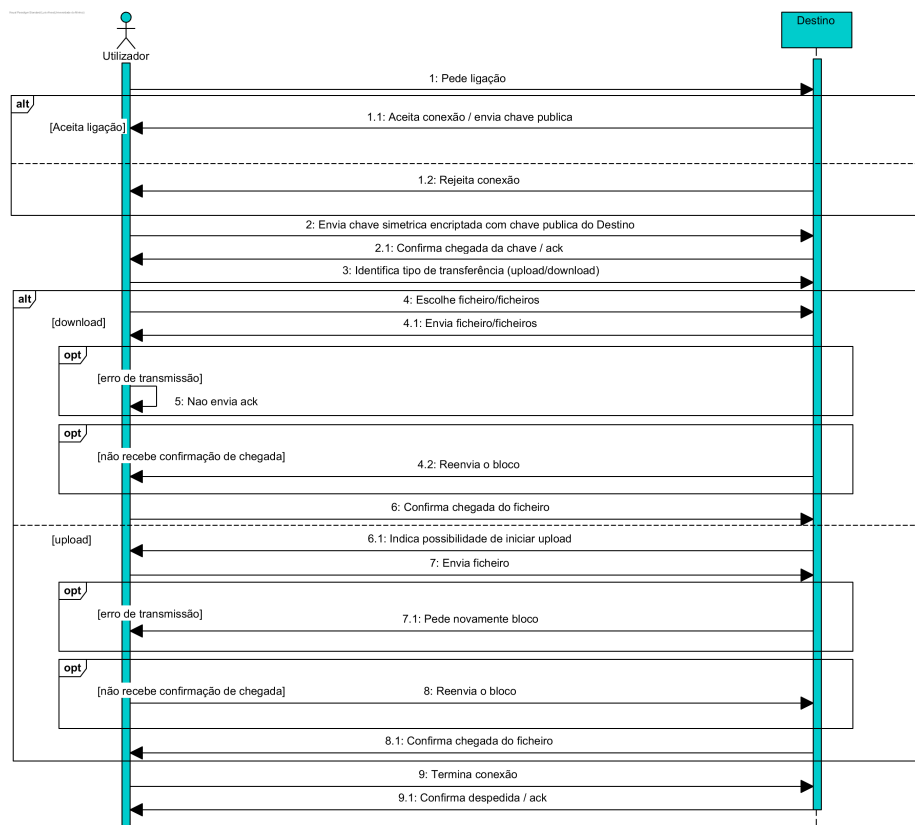 Destino
Utilizador
1: Pede ligação
alt
1.1: Aceita conexão / envia chave publica
[Aceita ligação]
1.2: Rejeita conexão
2: Envia chave simetrica encriptada com chave publica do Destino
2.1: Confirma chegada da chave / ack
3: Identifica tipo de transferência (upload/download)
alt
4: Escolhe ficheiro/ficheiros
[download]
4.1: Envia ficheiro/ficheiros
opt
[erro de transmissão]
5: Nao envia ack
opt
[não recebe confirmação de chegada]
4.2: Reenvia o bloco
6: Confirma chegada do ficheiro
[upload]
6.1: Indica possibilidade de iniciar upload
7: Envia ficheiro
opt
[erro de transmissão]
7.1: Pede novamente bloco
opt
[não recebe confirmação de chegada]
8: Reenvia o bloco
8.1: Confirma chegada do ficheiro
9: Termina conexão
9.1: Confirma despedida / ack